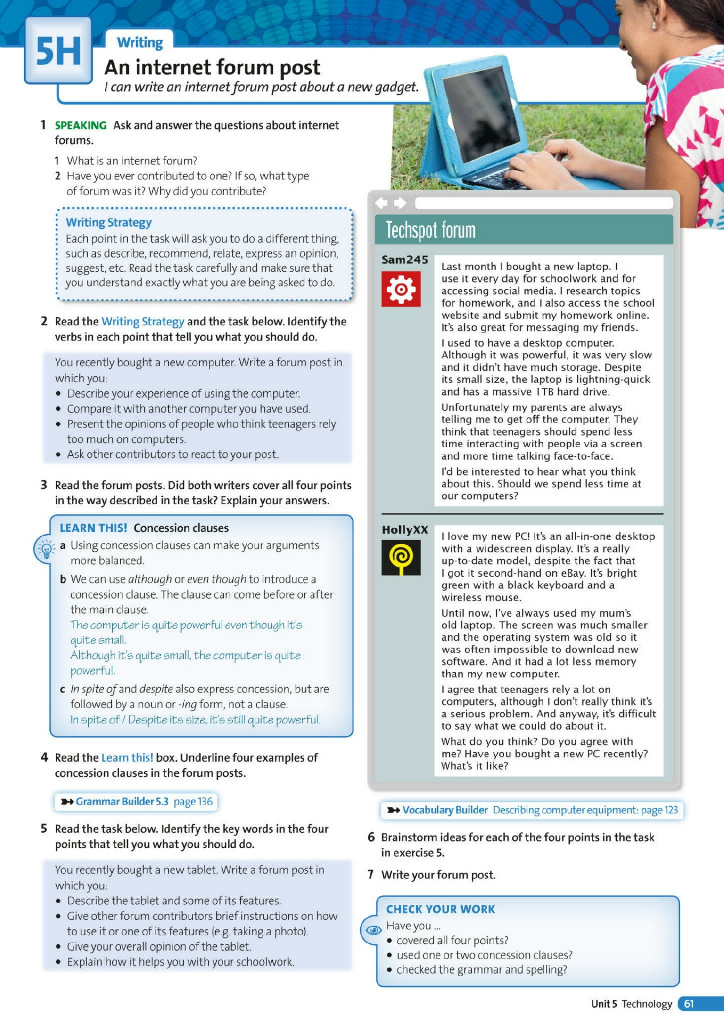 5H
Writing
An internet forum post
I can write an internet forum post about a new gadget.
1 SPEAKING Ask and answer the questions about internet
forums.
1 What is an internet forum?
2 Have you ever contributed to one? If so, what type
of forum was it? Why did you contribute?
Writing Strategy
Each point in the task will ask you to do a different thing,
such as describe, recommend, relate, express an opinion,
suggest, etc. Read the task carefully and make sure that
you understand exactly what you are being asked to do.
2 Read the Writing Strategy and the task below. Identify the
verbs in each point that tell you what you should do.
You recently bought a new computer. Write a forum post in
which you:
• Describe your experience of using the computer.
• Compare it with another computer you have used.
• Present the opinions of people who think teenagers rely
too much on computers.
• Ask other contributors to react to your post.
3 Read the forum posts. Did both writers cover all four points
in the way described in the task? Explain your answers.
LEARN THIS! Concession clauses
a Using concession clauses can make your arguments
more balanced.
b We can use although or even though to introduce a
concession clause. The clause can come before or after
the main clause.
The computer is quite powerful even though it's
quite small.
Although it's quite small, the computer is quite
powerful.
c In spite of and despite also express concession, but are
followed by a noun or -ing form, not a clause.
In spite of / Despite its size, it's still quite powerful.
4 Read the Learn this! box. Underline four examples of
concession clauses in the forum posts.
Grammar Builder 5.3 page 136
5 Read the task below. Identify the key words in the four
points that tell you what you should do.
You recently bought a new tablet. Write a forum post in
which you:
• Describe the tablet and some of its features.
• Give other forum contributors brief instructions on how
to use it or one of its features (e.g. taking a photo).
• Give your overall opinion of the tablet.
• Explain how it helps you with your schoolwork.
Techspot forum
Sam245
Last month I bought a new laptop. I
use it every day for schoolwork and for
accessing social media. I research topics
for homework, and I also access the school
website and submit my homework online.
It's also great for messaging my friends.
I used to have a desktop computer.
Although it was powerful, it was very slow
and it didn't have much storage. Despite
its small size, the laptop is lightning-quick
and has a massive 1TB hard drive.
Unfortunately my parents are always
telling me to get off the computer. They
think that teenagers should spend less
time interacting with people via a screen
and more time talking face-to-face.
I'd be interested to hear what you think
about this. Should we spend less time at
our computers?
HollyXX
I love my new PC! It's an all-in-one desktop
with a widescreen display. It's a really
up-to-date model, despite the fact that
I got it second-hand on eBay. It's bright
green with a black keyboard and a
wireless mouse.
Until now, I've always used my mum's
old laptop. The screen was much smaller
and the operating system was old so it
was often impossible to download new
software. And it had a lot less memory
than my new computer.
I agree that teenagers rely a lot on
computers, although I don't really think it's
a serious problem. And anyway, it's difficult
to say what we could do about it.
What do you think? Do you agree with
me? Have you bought a new PC recently?
What's it like?
Vocabulary Builder Describing computer equipment: page 123
6 Brainstorm ideas for each of the four points in the task
in exercise 5.
7 Write your forum post.
CHECK YOUR WORK
Have you ...
• covered all four points?
• used one or two concession clauses?
• checked the grammar and spelling?
Unit 5 Technology 61